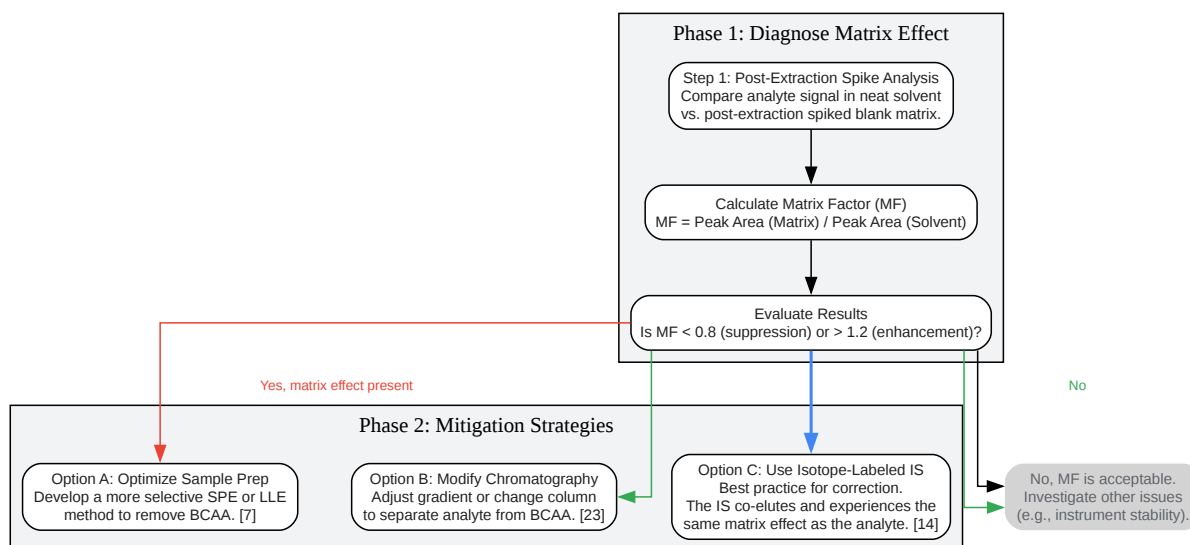 Phase 1: Diagnose Matrix Effect
Step 1: Post-Extraction Spike Analysis
Compare analyte signal in neat solvent
vs. post-extraction spiked blank matrix.
Calculate Matrix Factor (MF)
MF = Peak Area (Matrix) / Peak Area (Solvent)
Evaluate Results
Is MF < 0.8 (suppression) or > 1.2 (enhancement)?
Yes, matrix effect present
No
Phase 2: Mitigation Strategies
Option A: Optimize Sample Prep
Develop a more selective SPE or LLE
method to remove BCAA. [7]
Option B: Modify Chromatography
Adjust gradient or change column
to separate analyte from BCAA. [23]
Option C: Use Isotope-Labeled IS
Best practice for correction.
The IS co-elutes and experiences the
same matrix effect as the analyte. [14]
No, MF is acceptable.
Investigate other issues
(e.g., instrument stability).